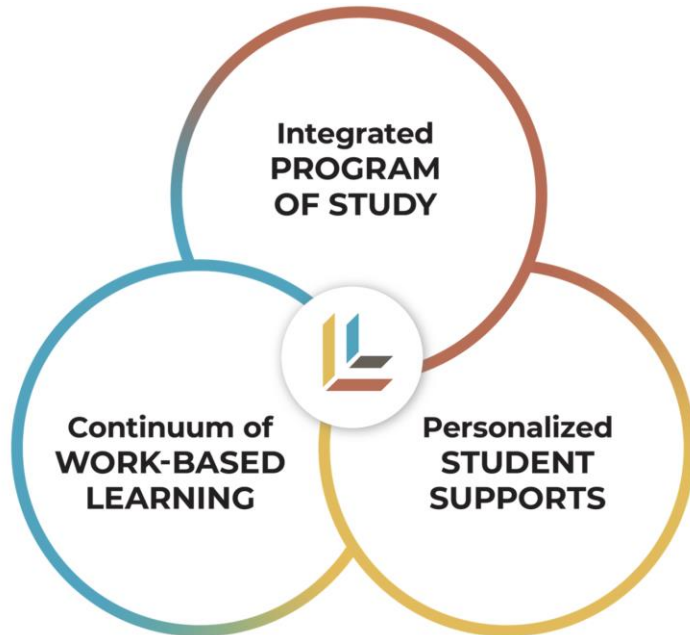 Integrated
PROGRAM
OF STUDY
Continuum of
WORK-BASED
LEARNING
Personalized
STUDENT
SUPPORTS